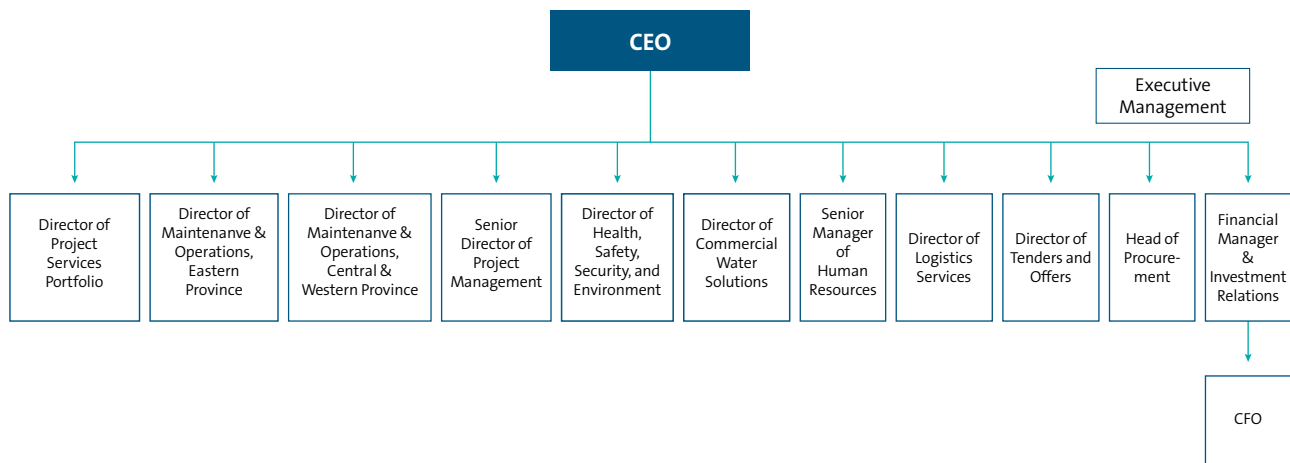 CEO
Executive
Management
Director of
Project
Services
Portfolio
Director of
Maintenanve &
Operations,
Eastern
Province
Director of
Maintenanve &
Operations,
Central &
Western Province
Senior
Director of
Project
Management
Director of
Health,
Safety,
Security, and
Environment
Director of
Commercial
Water
Solutions
Senior
Manager
of
Human
Resources
Director of
Logistics
Services
Director of
Tenders and
Offers
Head of
Procure-
ment
Financial
Manager
&
Investment
Relations
CFO